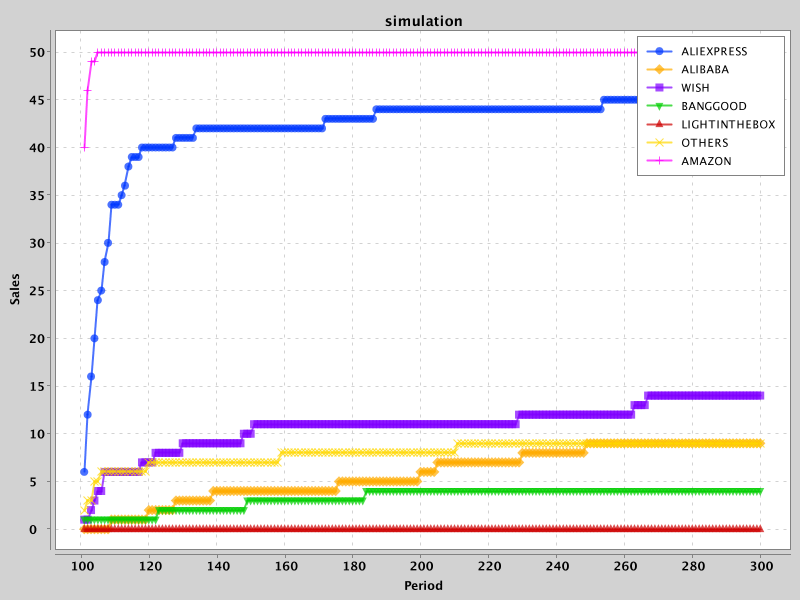 simulation
ALIEXPRESS
ALIBABA
WISH
BANGGOOD
LIGHTINTHEBOX
OTHERS
AMAZON
Sales
50
45
40
35
30
25
20
15
10
5
0
100 120 140 160 180 200 220 240 260 280 300
Period